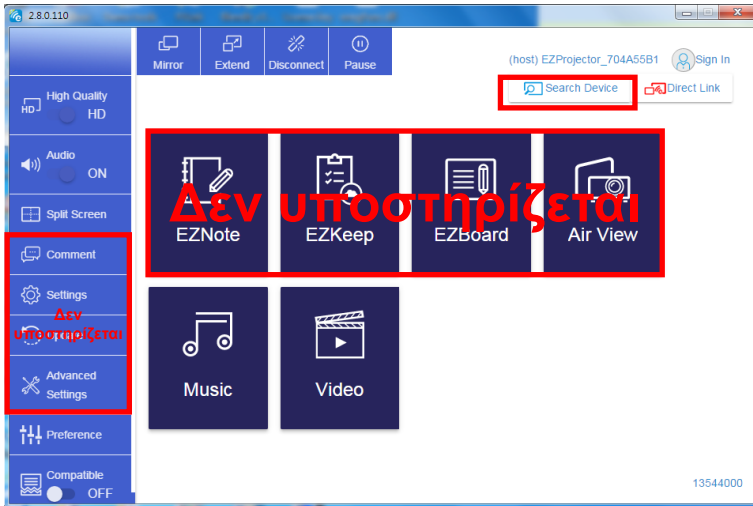 2.8.0.110
Mirror
Extend
Disconnect
Pause
(host) EZProjector_704A55B1
Sign In
Search Device
Direct Link
High Quality
HD
HD
Audio
ON
Split Screen
Comment
Settings
Δεν
υποστηρίζεται
Update
Advanced
Settings
Preference
Compatible
OFF
Δεν υποστηρίζεται
EZNote
EZKeep
EZBoard
Air View
Music
Video
13544000